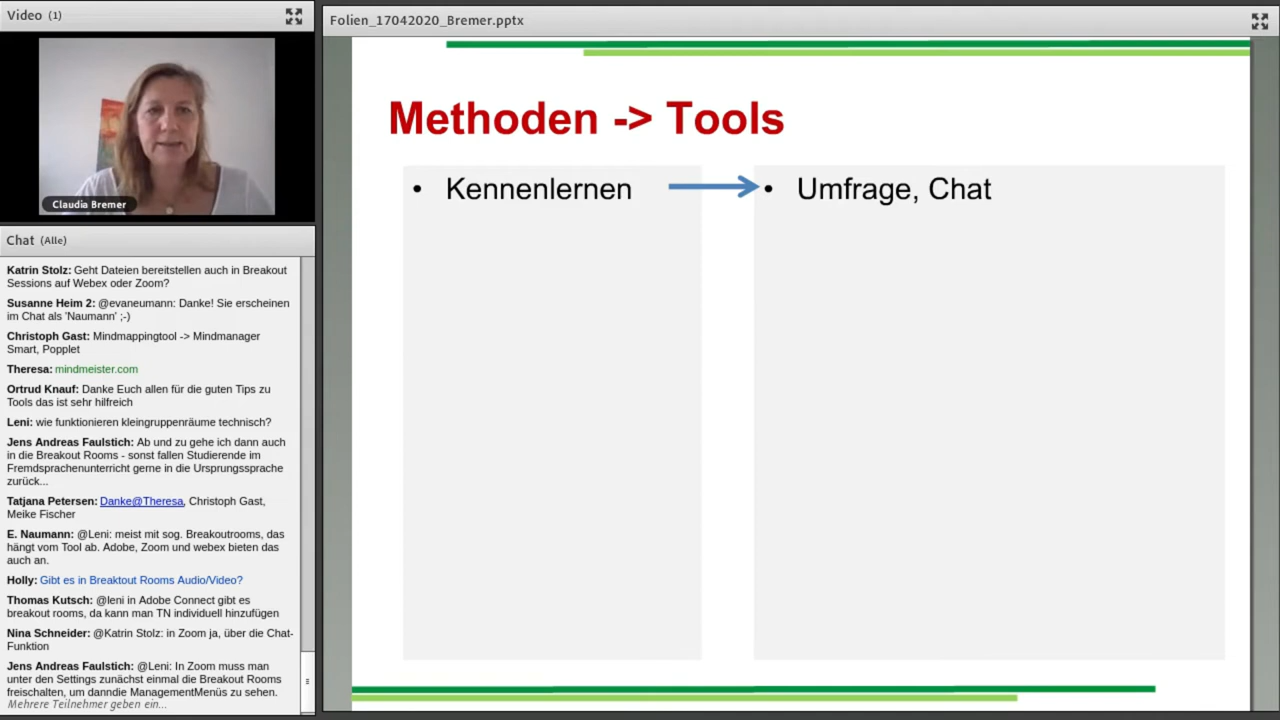 Video (1)
Claudia Bremer
Chat (Alle)
Katrin Stolz: Geht Dateien bereitstellen auch in Breakout
Sessions auf Webex oder Zoom?
Susanne Heim 2: @evaneumann: Danke! Sie erscheinen
im Chat als 'Naumann' ;-)
Christoph Gast: Mindmappingtool -> Mindmanager
Smart, Popplet
Theresa: mindmeister.com
Ortrud Knauf: Danke Euch allen für die guten Tips zu
Tools das ist sehr hilfreich
Leni: wie funktionieren kleingruppenräume technisch?
Jens Andreas Faulstich: Ab und zu gehe ich dann auch
in die Breakout Rooms - sonst fallen Studierende im
Fremdsprachenunterricht gerne in die Ursprungssprache
zurück...
Tatjana Petersen: Danke@Theresa, Christoph Gast,
Meike Fischer
E. Naumann: @Leni: meist mit sog. Breakoutrooms, das
hängt vom Tool ab. Adobe, Zoom und webex bieten das
auch an.
Holly: Gibt es in Breaktout Rooms Audio/Video?
Thomas Kutsch: @leni in Adobe Connect gibt es
breakout rooms, da kann man TN individuell hinzufügen
Nina Schneider: @Katrin Stolz: in Zoom ja, über die Chat-
Funktion
Jens Andreas Faulstich: @Leni: In Zoom muss man
unter den Settings zunächst einmal die Breakout Rooms
freischalten, um danndie ManagementMenüs zu sehen.
Mehrere Teilnehmer geben ein...
Folien_17042020_Bremer.pptx
Methoden -> Tools
• Kennenlernen
• Umfrage, Chat